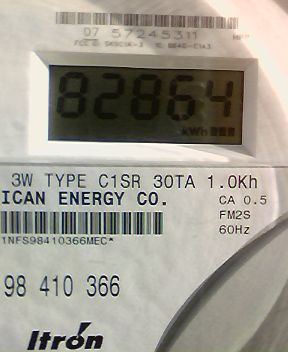 D7 57245311
82864
kWh
3W TYPE C1SR 30TA 1.0Kh
ICAN ENERGY CO.
CA 0.5
FM2S
60Hz
1NFS98410366MEC*
98 410 366
Itron